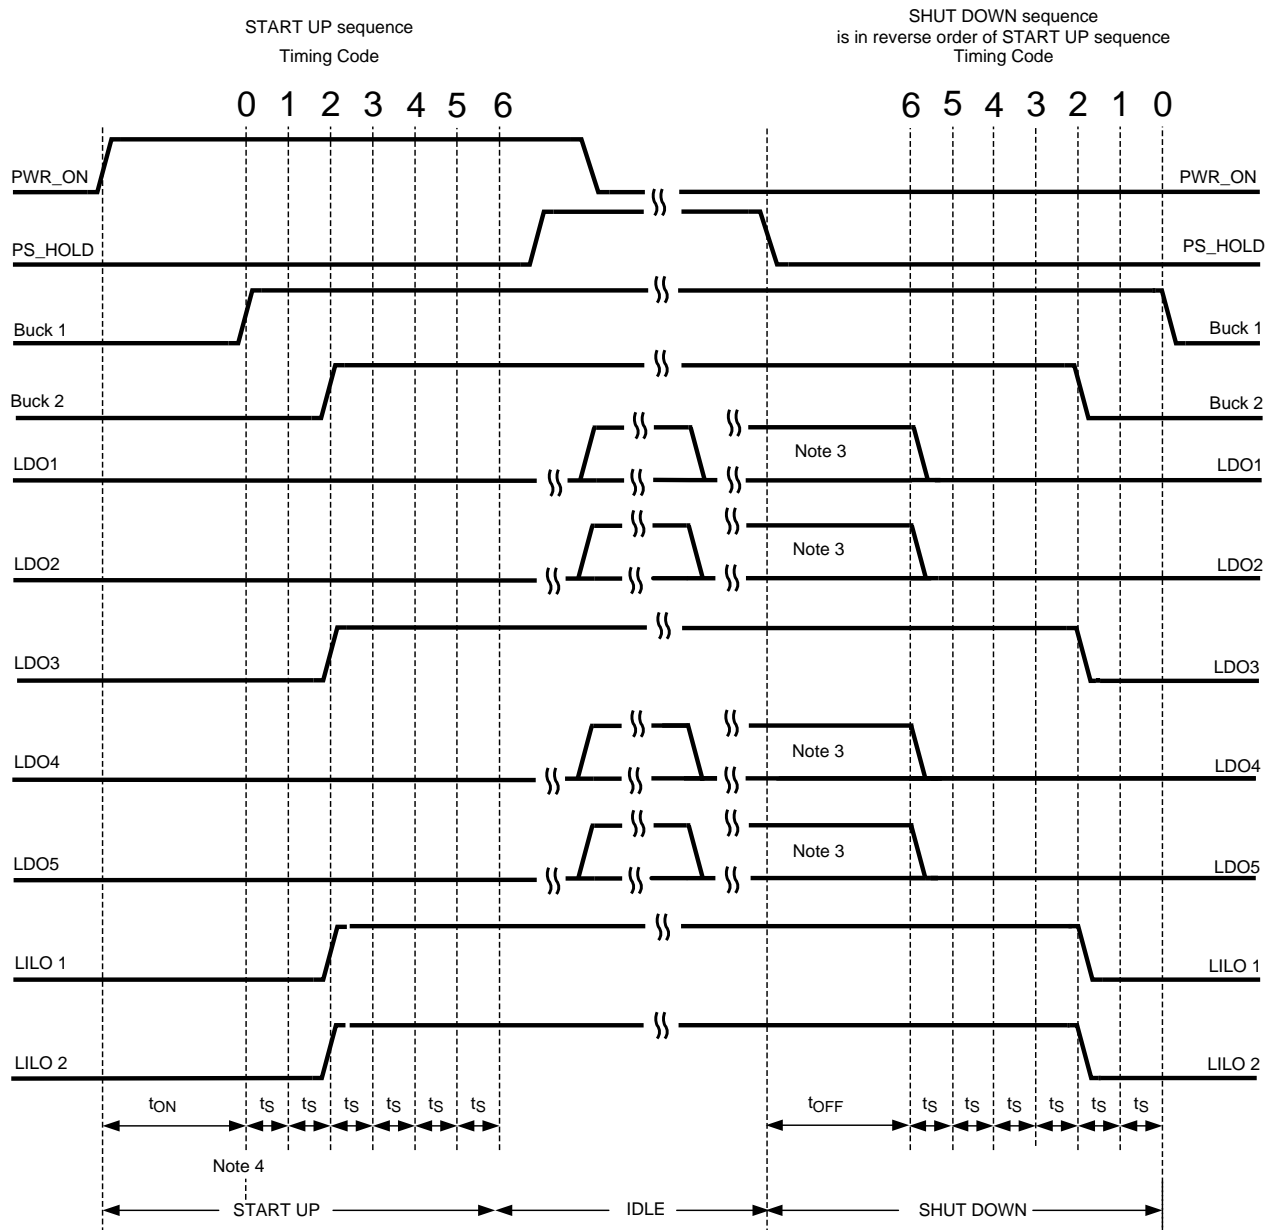 START UP sequence
Timing Code
SHUT DOWN sequence
is in reverse order of START UP sequence
Timing Code
0 1 2 3 4 5 6
6 5 4 3 2 1 0
PWR_ON PWR_ON
PS_HOLD PS_HOLD
Buck 1 Buck 1
Buck 2 Buck 2
LDO1 Note 3 LDO1
LDO2 Note 3 LDO2
LDO3 LDO3
LDO4 Note 3 LDO4
LDO5 Note 3 LDO5
LILO 1 LILO 1
LILO 2 LILO 2
tON tS tS tS tS tS tS tOFF tS tS tS tS tS tS
Note 4
START UP IDLE SHUT DOWN